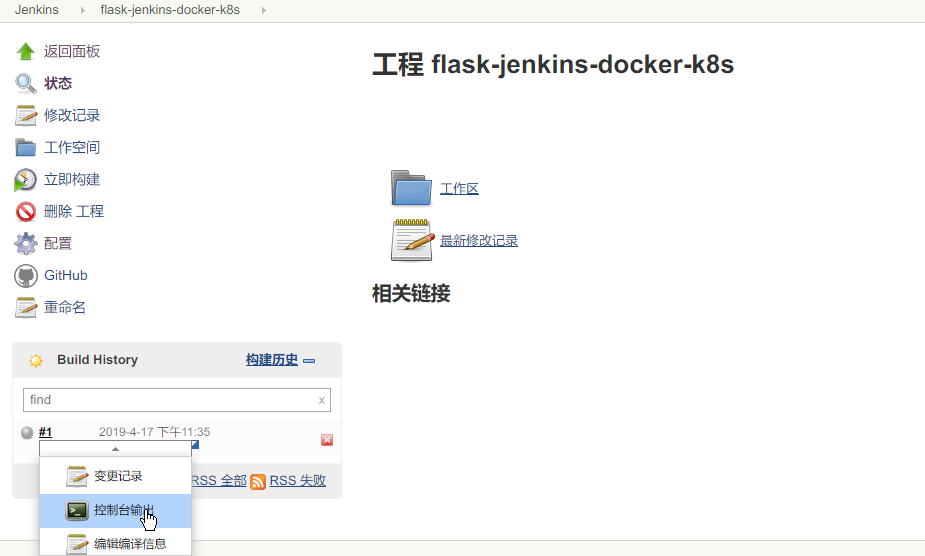 Jenkins flask-jenkins-docker-k8s
返回面板
状态
修改记录
工作空间
立即构建
删除 工程
配置
GitHub
重命名
工程 flask-jenkins-docker-k8s
工作区
最新修改记录
相关链接
Build History 构建历史
find x
#1 2019-4-17 下午11:35
RSS 全部 RSS 失败
变更记录
控制台输出
编辑编译信息